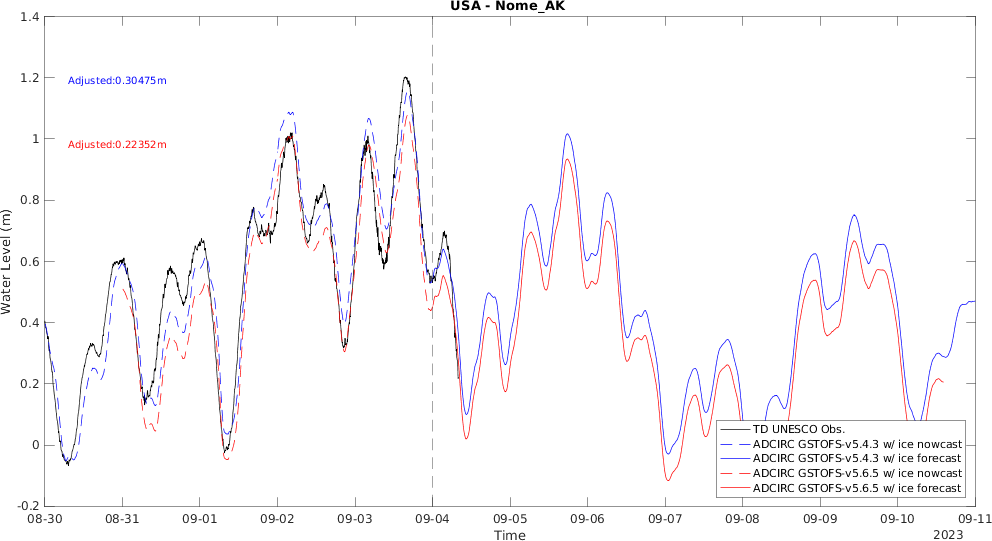 USA - Nome_AK
1.4
1.2
1
0.8
0.6
0.4
0.2
0
-0.2
Water Level (m)
Adjusted:0.30475m
Adjusted:0.22352m
TD UNESCO Obs.
ADCIRC GSTOFS-v5.4.3 w/ ice nowcast
ADCIRC GSTOFS-v5.4.3 w/ ice forecast
ADCIRC GSTOFS-v5.6.5 w/ ice nowcast
ADCIRC GSTOFS-v5.6.5 w/ ice forecast
08-30 08-31 09-01 09-02 09-03 09-04 09-05 09-06 09-07 09-08 09-09 09-10 09-11
Time
2023